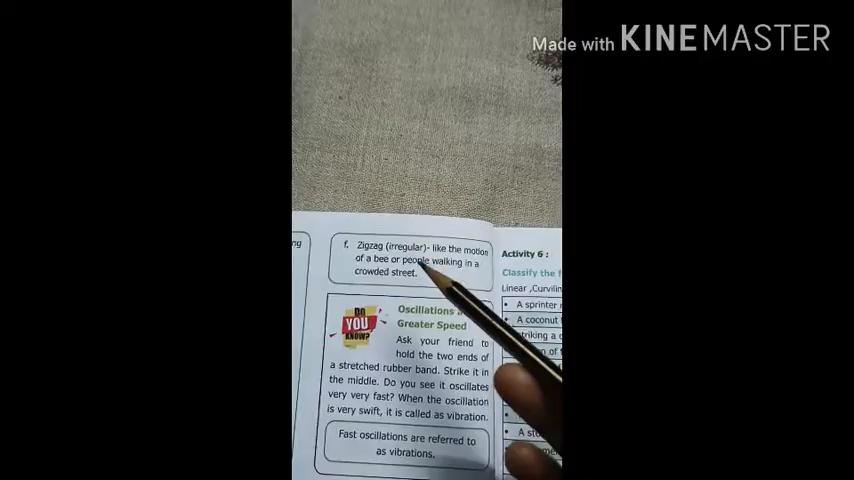 Made with KINEMASTER
ng
f. Zigzag (irregular)- like the motion
of a bee or people walking in a
crowded street.
DO
YOU
KNOW?
Oscillations
Greater Speed
Ask your friend to
hold the two ends of
a stretched rubber band. Strike it in
the middle. Do you see it oscillates
very very fast? When the oscillation
is very swift, it is called as vibration.
Fast oscillations are referred to
as vibrations.
Activity 6 :
Classify the f
Linear ,Curvilin
• A sprinter r
• A coconut f
striking a c
of
• A st